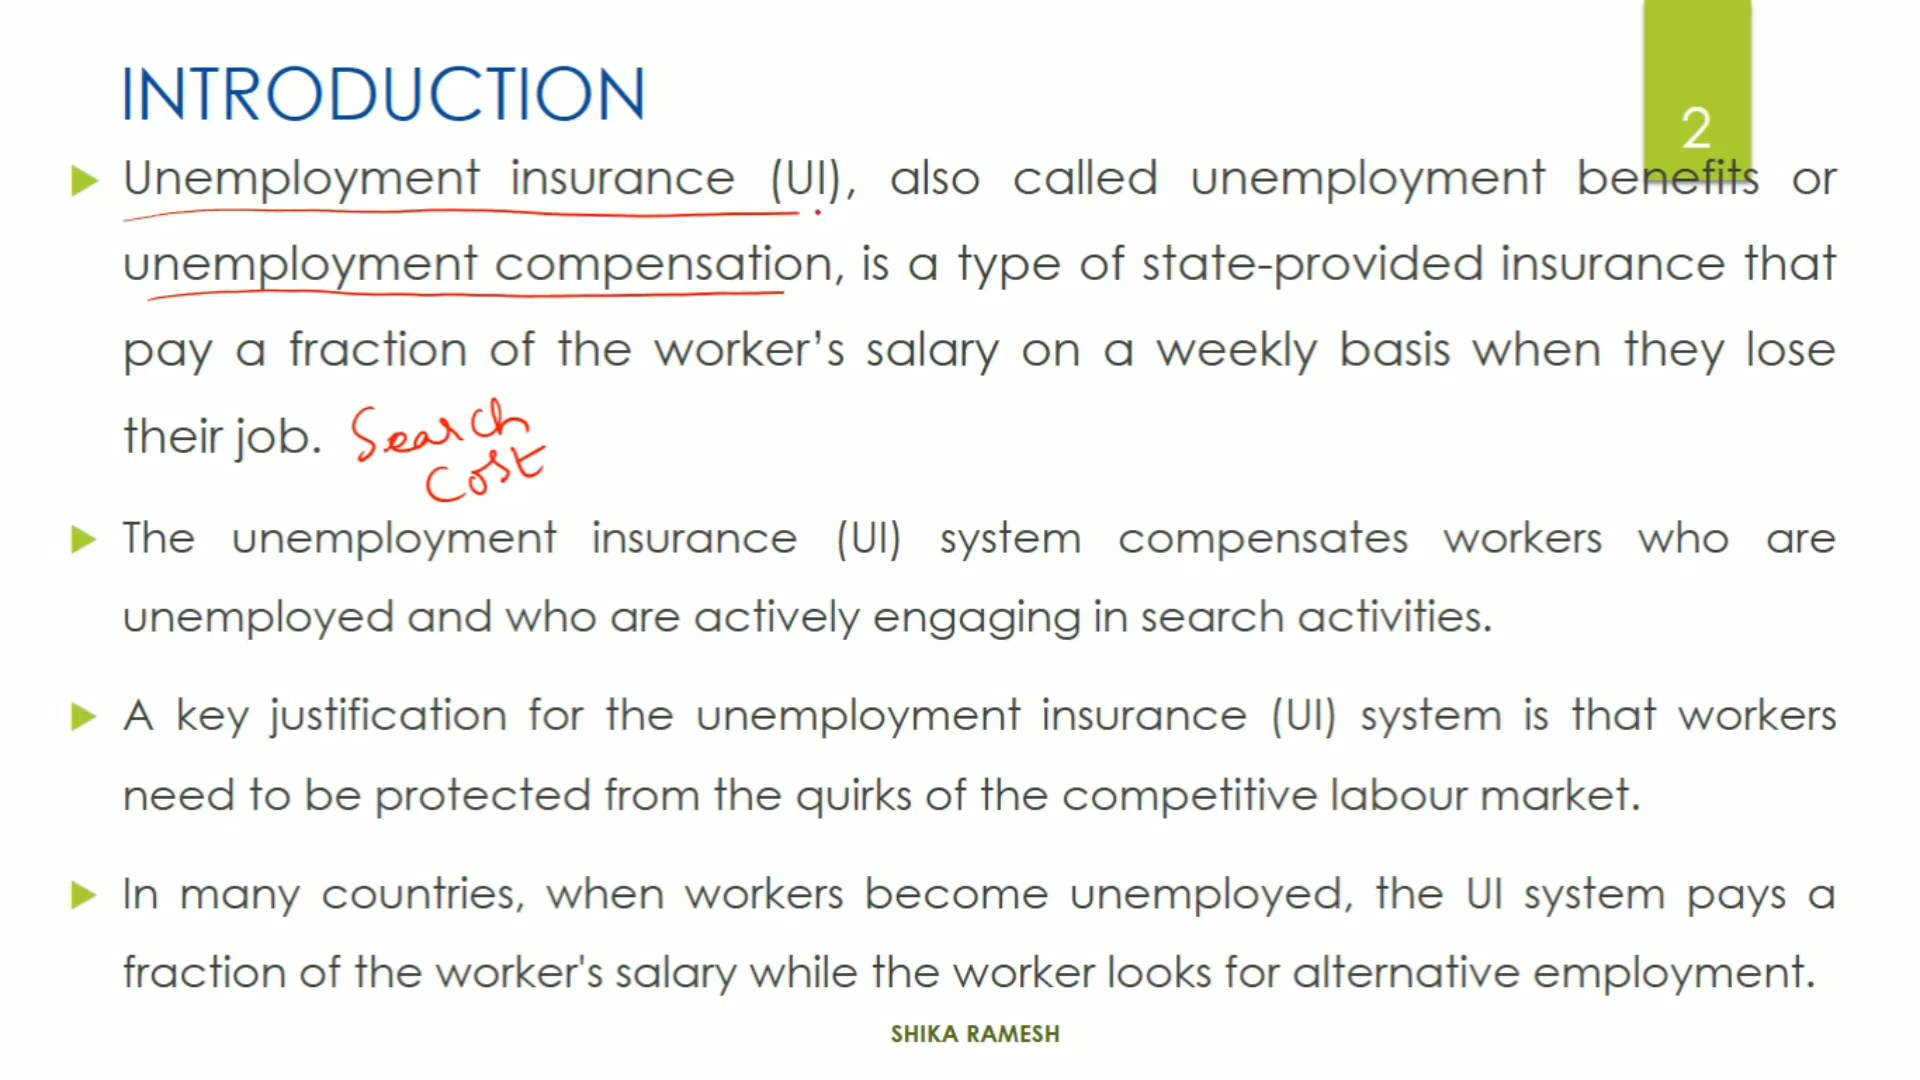 INTRODUCTION
2
Unemployment insurance (UI), also called unemployment benefits or
unemployment compensation, is a type of state-provided insurance that
pay a fraction of the worker’s salary on a weekly basis when they lose
their job. Search
Cost
The unemployment insurance (UI) system compensates workers who are
unemployed and who are actively engaging in search activities.
A key justification for the unemployment insurance (UI) system is that workers
need to be protected from the quirks of the competitive labour market.
In many countries, when workers become unemployed, the UI system pays a
fraction of the worker's salary while the worker looks for alternative employment.
SHIKA RAMESH